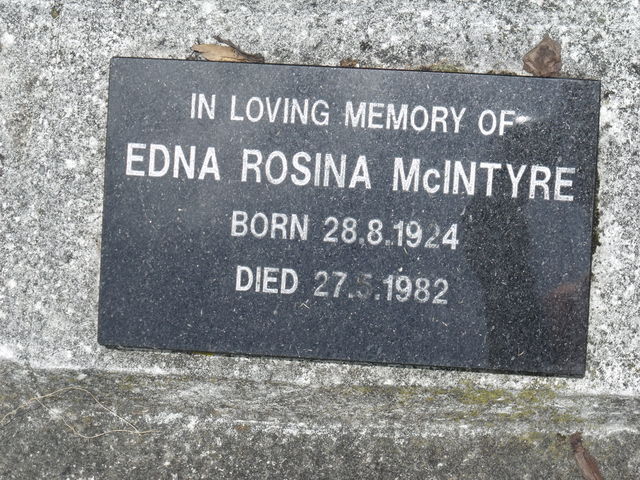 IN LOVING MEMORY OF
EDNA ROSINA McINTYRE
BORN 28.8.1924
DIED 27.5.1982